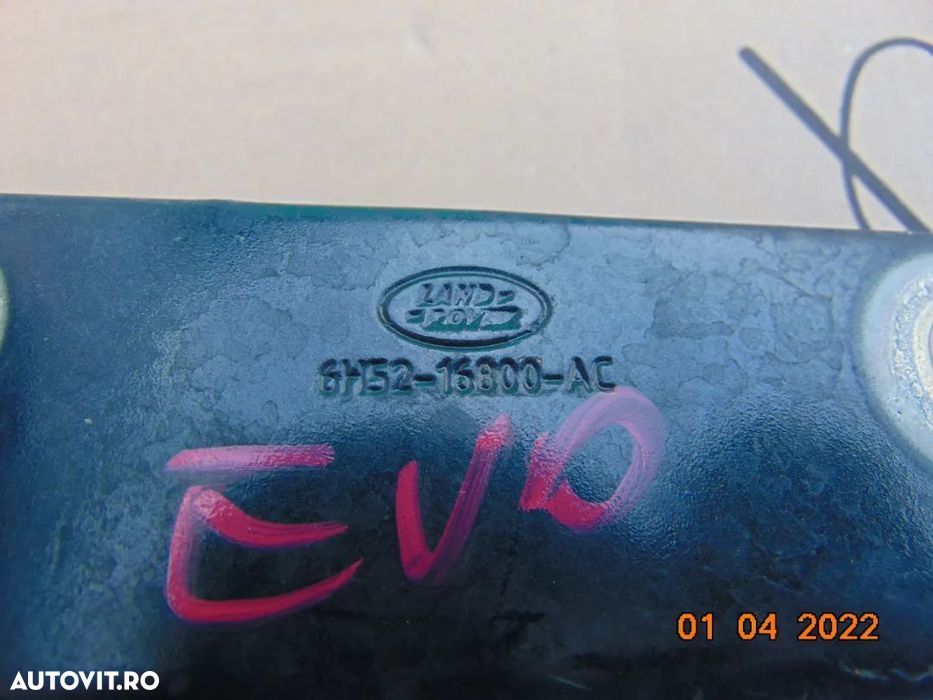 LAND-
-ROVER
6H52-16800-AC
EVO
01 04 2022
AUTOVIT.RO